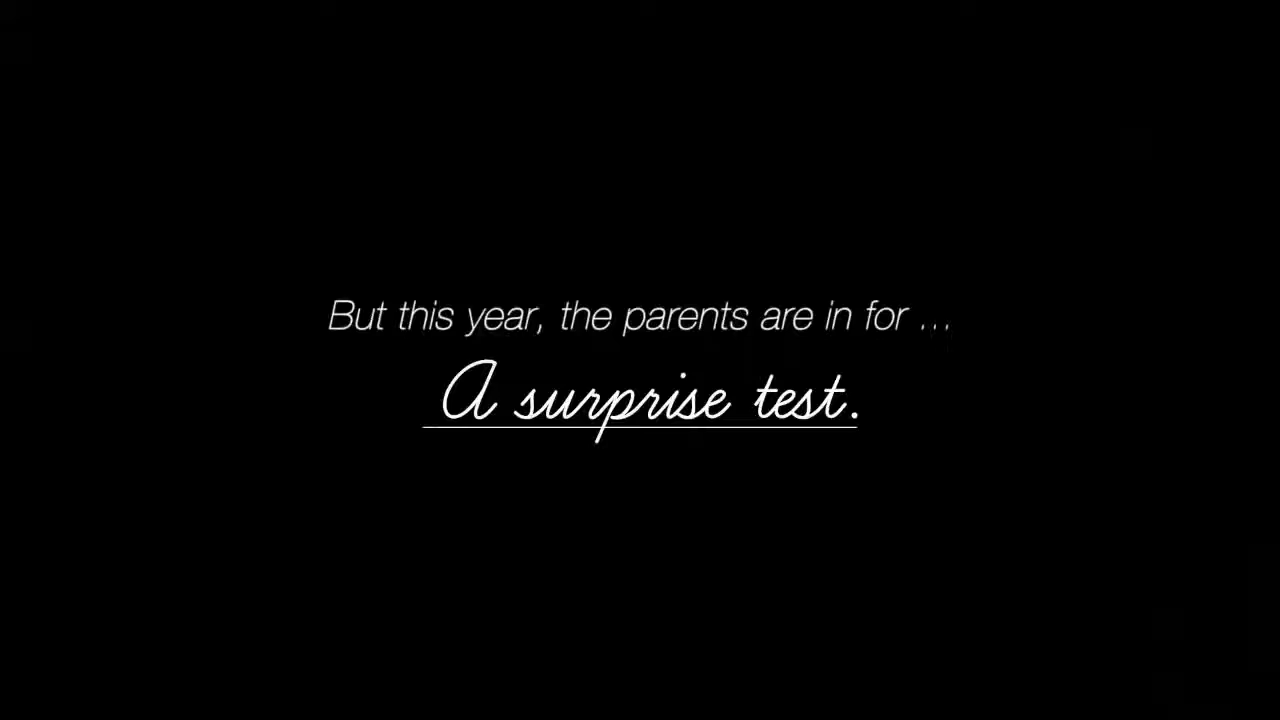 But this year, the parents are in for ...
A surprise test.